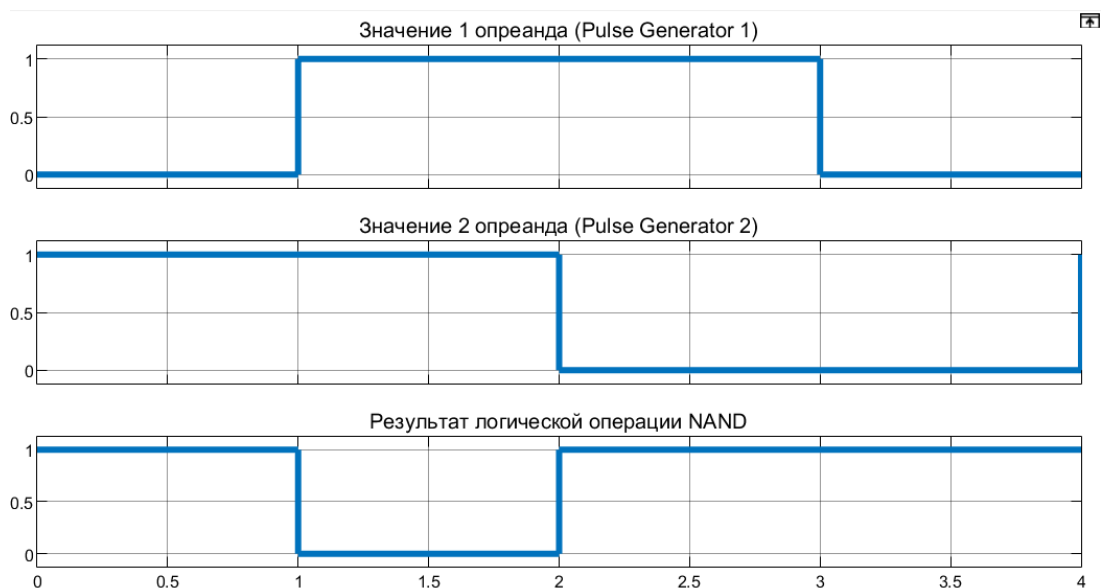 Значение 1 опреанда (Pulse Generator 1)
1
0.5
0
Значение 2 опреанда (Pulse Generator 2)
1
0.5
0
Результат логической операции NAND
1
0.5
0
0 0.5 1 1.5 2 2.5 3 3.5 4